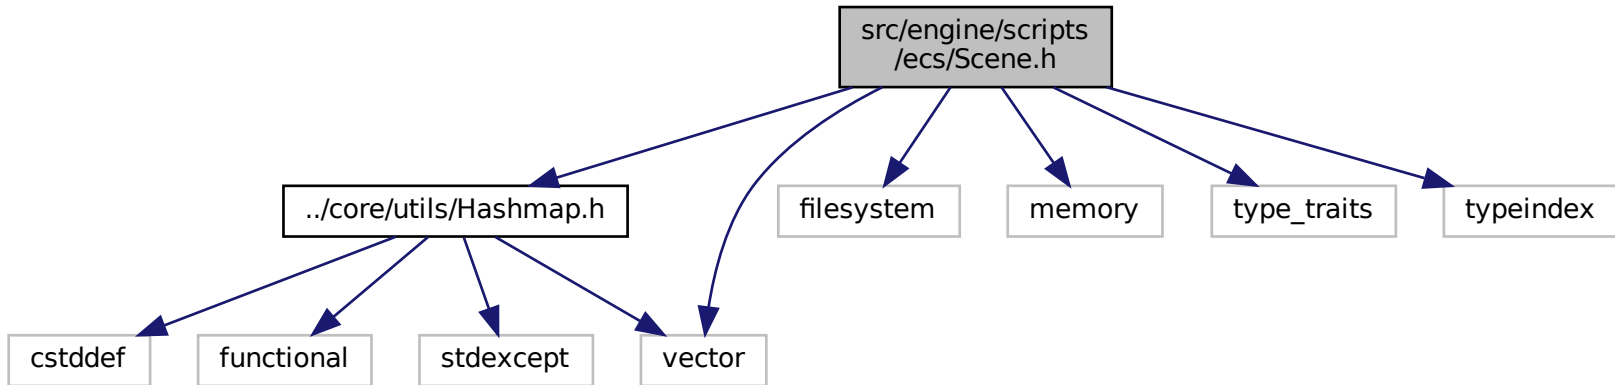 src/engine/scripts
/ecs/Scene.h
../core/utils/Hashmap.h
filesystem
memory
type_traits
typeindex
cstddef
functional
stdexcept
vector